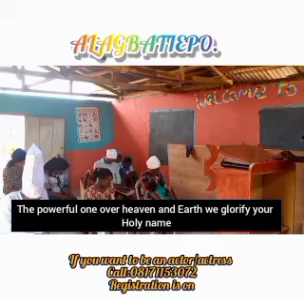 ALAGBATIEPO.
WELCOME TO
The powerful one over heaven and Earth we glorify your
Holy name
If you want to be an actor/actross
Call:08171153072
Registration is on